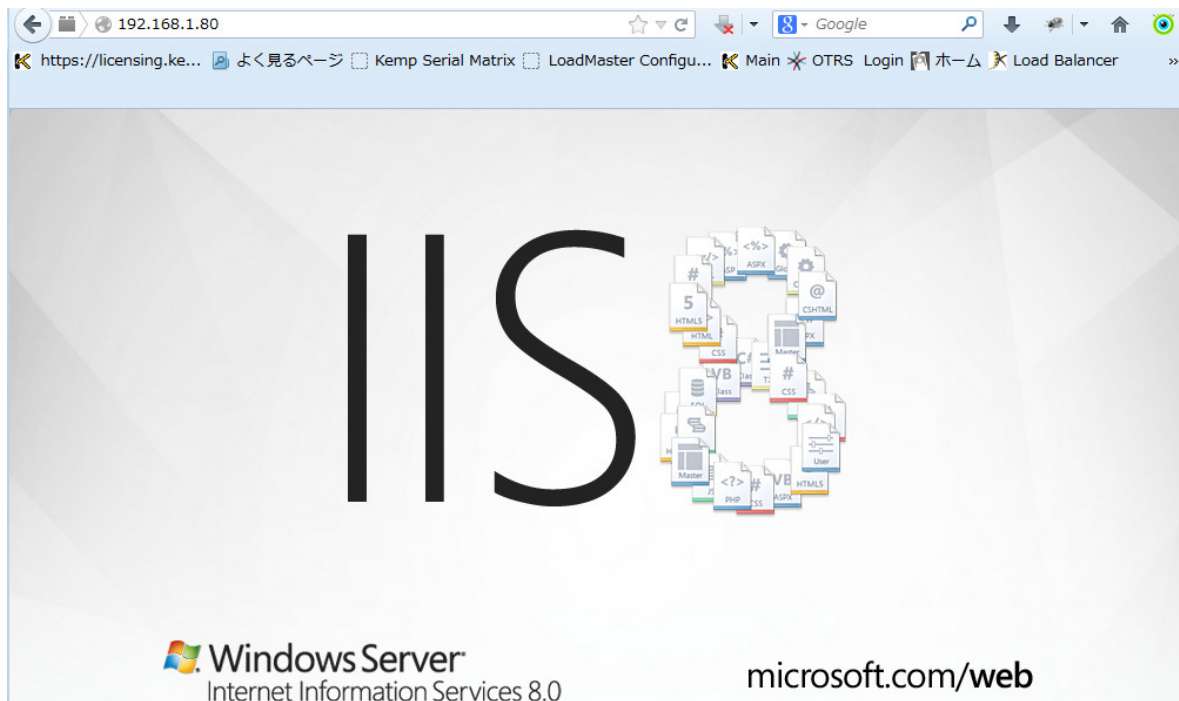 192.168.1.80
Google
https://licensing.ke... よく見るページ Kemp Serial Matrix LoadMaster Configu... Main OTRS Login ホーム Load Balancer »
IIS8
<%>
ASPX
#
@
CSHTML
5
HTML5
HTML
CSS
Master
VB
#
CSS
User
Master
<?>
PHP
#
VB
ASPX
HTML5
Windows Server
Internet Information Services 8.0
microsoft.com/web